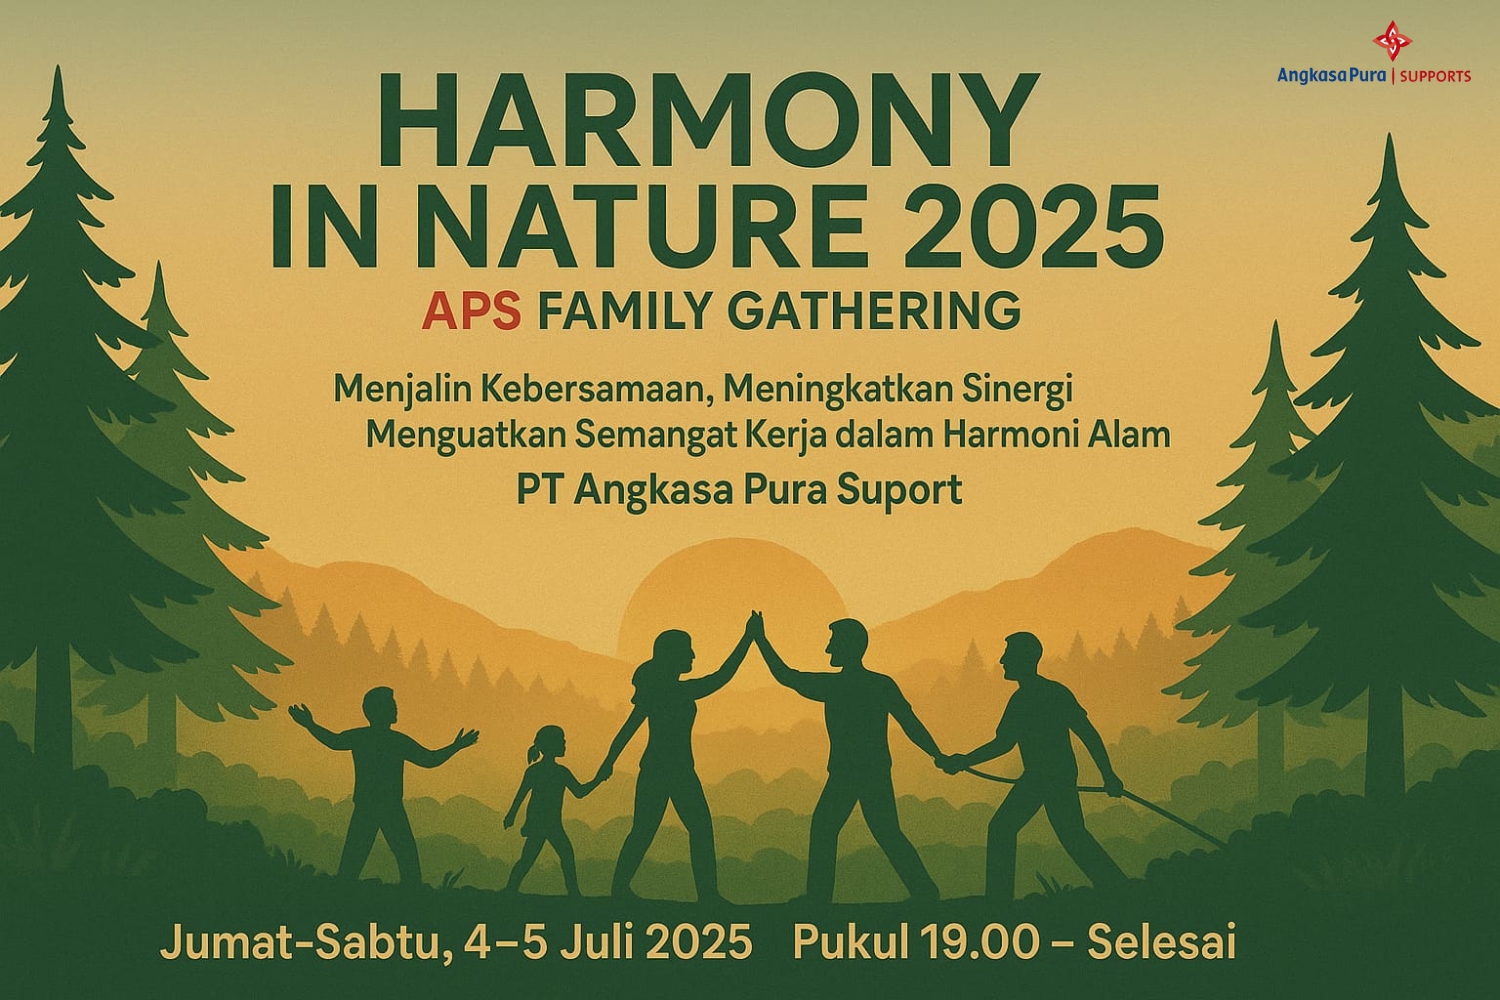 AngkasaPura | SUPPORTS
HARMONY
IN NATURE 2025
APS FAMILY GATHERING
Menjalin Kebersamaan, Meningkatkan Sinergi
Menguatkan Semangat Kerja dalam Harmoni Alam
PT Angkasa Pura Suport
Jumat-Sabtu, 4–5 Juli 2025 Pukul 19.00 – Selesai